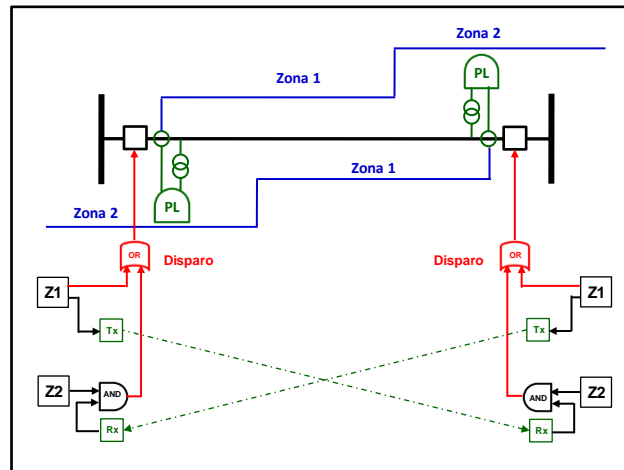 Zona 2
Zona 1
PL
Zona 1
PL
Zona 2
OR
Disparo
Disparo
OR
Z1
Z1
Tx
Tx
Z2
AND
AND
Z2
Rx
Rx